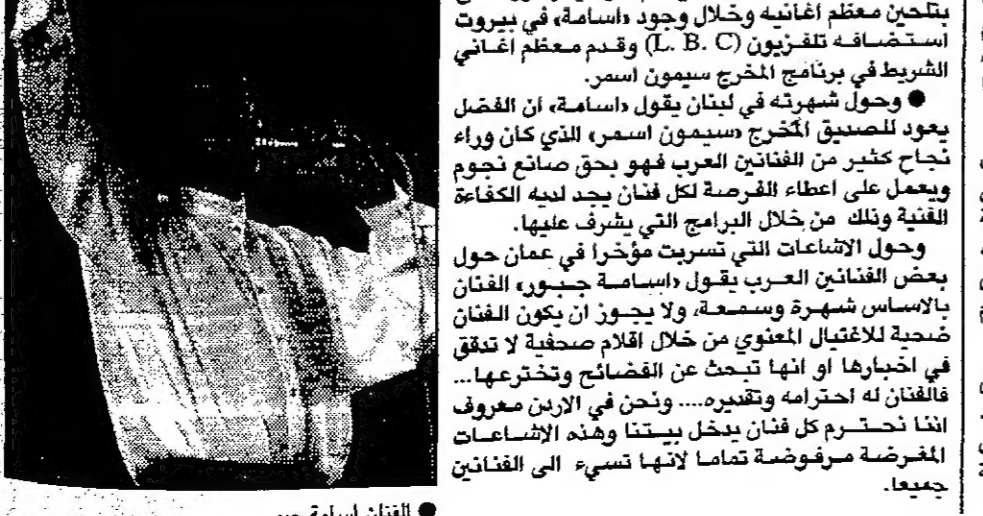 بتلحين معظم اغانيه وخلال وجود «اسامة» في بيروت
استضافه تلفزيون (L. B. C) وقدم معظم اغاني
الشريط في برنامج المخرج سيمون اسمر.
● وحول شهرته في لبنان يقول «اسامة» ان الفضل
يعود للصديق المخرج «سيمون اسمر» الذي كان وراء
نجاح كثير من الفنانين العرب فهو بحق صانع نجوم
ويعمل على اعطاء الفرصة لكل فنان يجد لديه الكفاءة
الفنية وذلك من خلال البرامج التي يشرف عليها.
وحول الاشاعات التي تسربت مؤخرا في عمان حول
بعض الفنانين العرب يقول «اسامة جبور» الفنان
بالاساس شهرة وسمعة، ولا يجوز ان يكون الفنان
ضحية للاغتيال المعنوي من خلال اقلام صحفية لا تدقق
في اخبارها او انها تبحث عن الفضائح وتخترعها...
فالفنان له احترامه وتقديره.... ونحن في الاردن معروف
اننا نحترم كل فنان يدخل بيتنا وهذه الاشاعات
المغرضة مرفوضة تماما لانها تسيء الى الفنانين
جميعا.
● الفنان اسامة